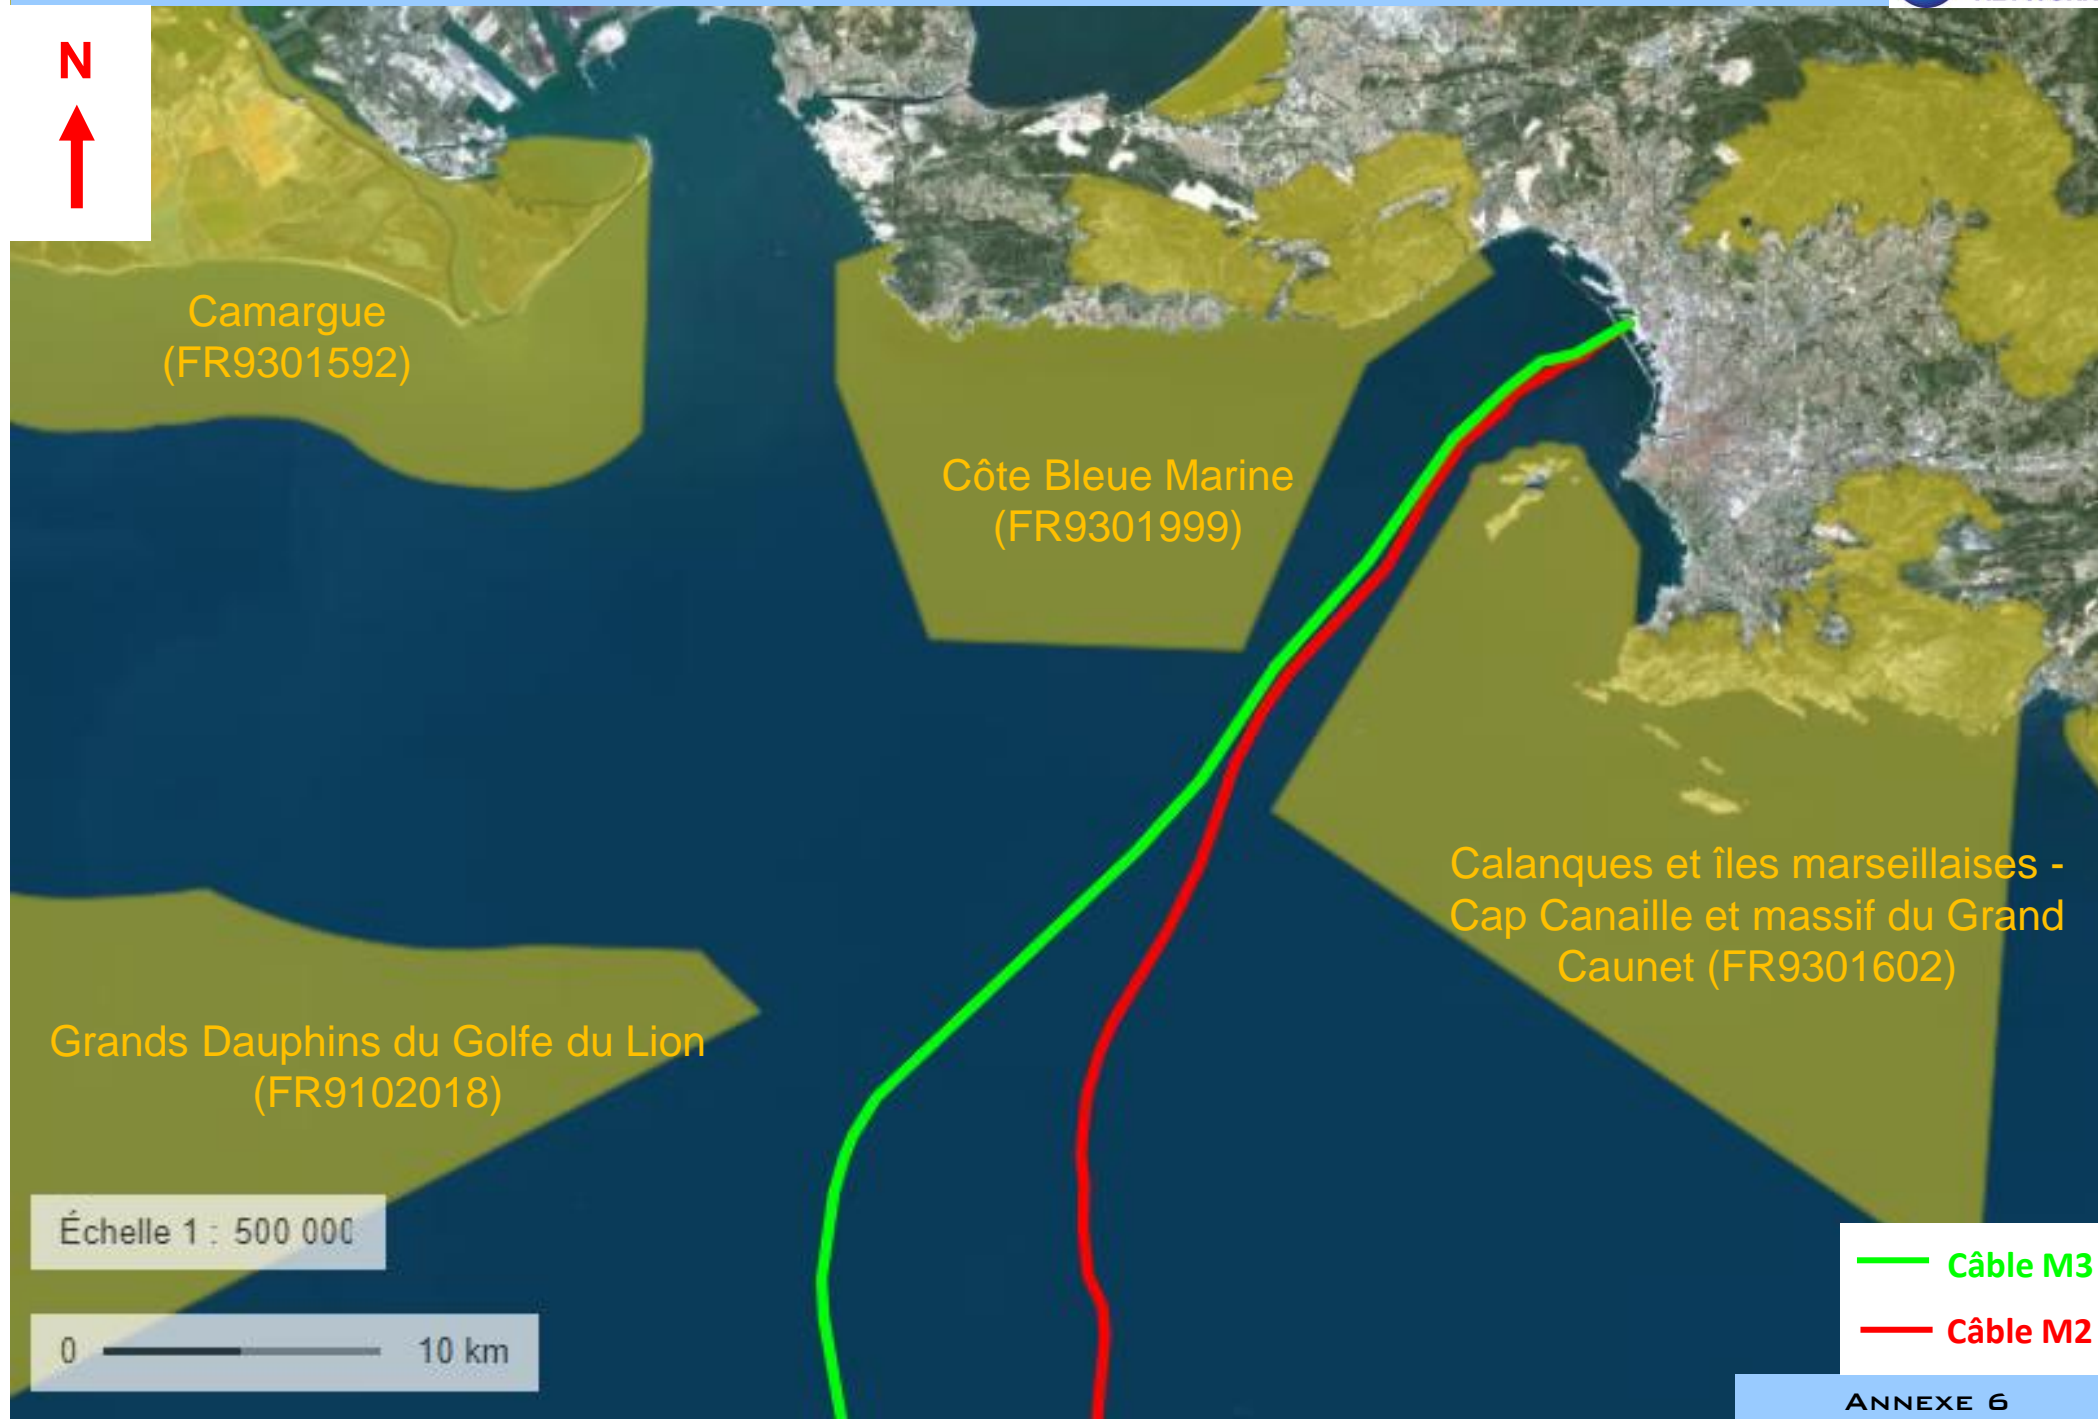 N
Camargue
(FR9301592)
Côte Bleue Marine
(FR9301999)
Calanques et îles marseillaises -
Cap Canaille et massif du Grand
Caunet (FR9301602)
Grands Dauphins du Golfe du Lion
(FR9102018)
Échelle 1 : 500 000
0 10 km
Câble M3
Câble M2
ANNEXE 6